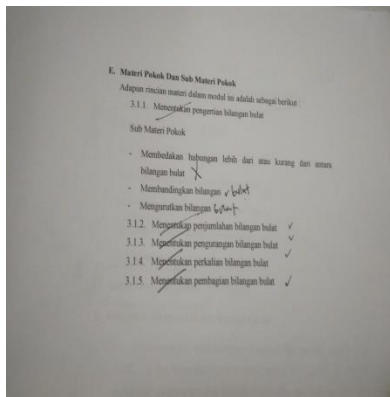 E. Materi Pokok Dan Sub Materi Pokok
Adapun rincian materi dalam modul ini adalah sebagai berikut :
3.1.1. Menentukan pengertian bilangan bulat
Sub Materi Pokok
- Membedakan hubungan lebih dari atau kurang dari antara
bilangan bulat
- Membandingkan bilangan bulat
- Mengurutkan bilangan bulat
3.1.2. Menentukan penjumlahan bilangan bulat
3.1.3. Menentukan pengurangan bilangan bulat
3.1.4. Menentukan perkalian bilangan bulat
3.1.5. Menentukan pembagian bilangan bulat